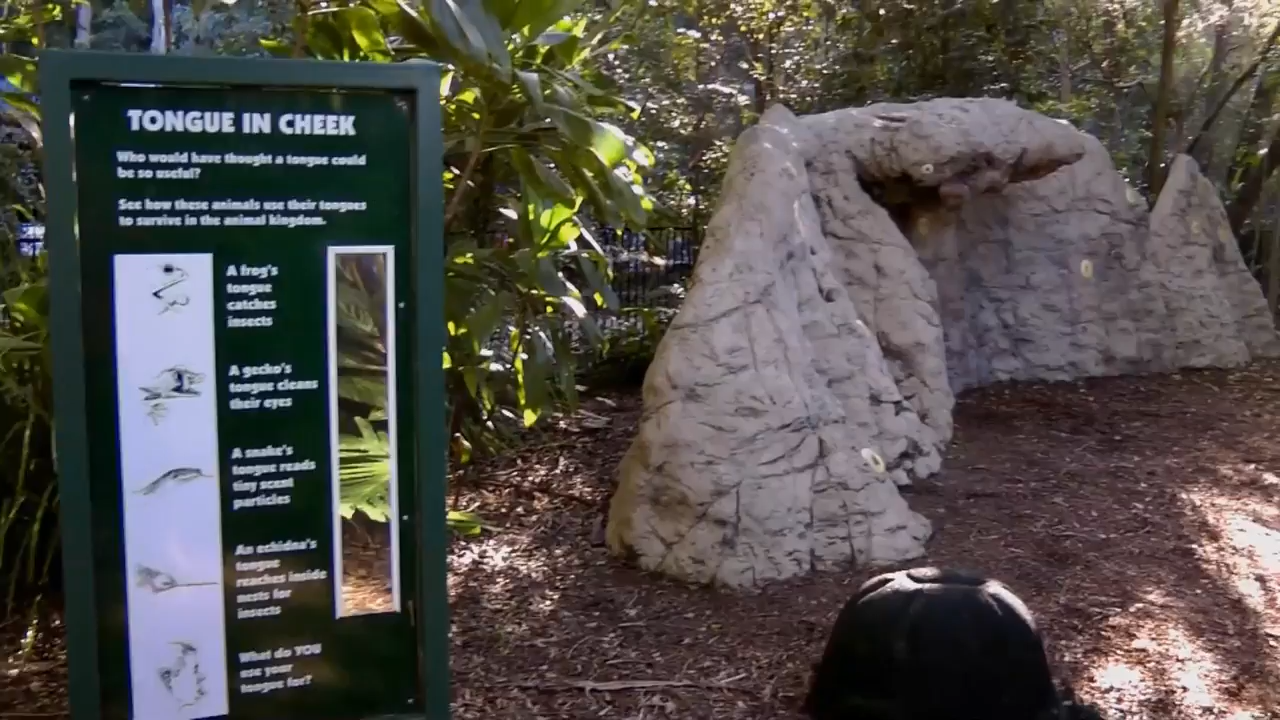 TONGUE IN CHEEK
Who would have thought a tongue could
be so useful?
See how these animals use their tongues
to survive in the animal kingdom.
A frog's
tongue
catches
insects
A gecko's
tongue cleans
their eyes
A snake's
tongue reads
tiny scent
particles
An echidna's
tongue
reaches inside
nests for
insects
What do YOU
use your
tongue for?